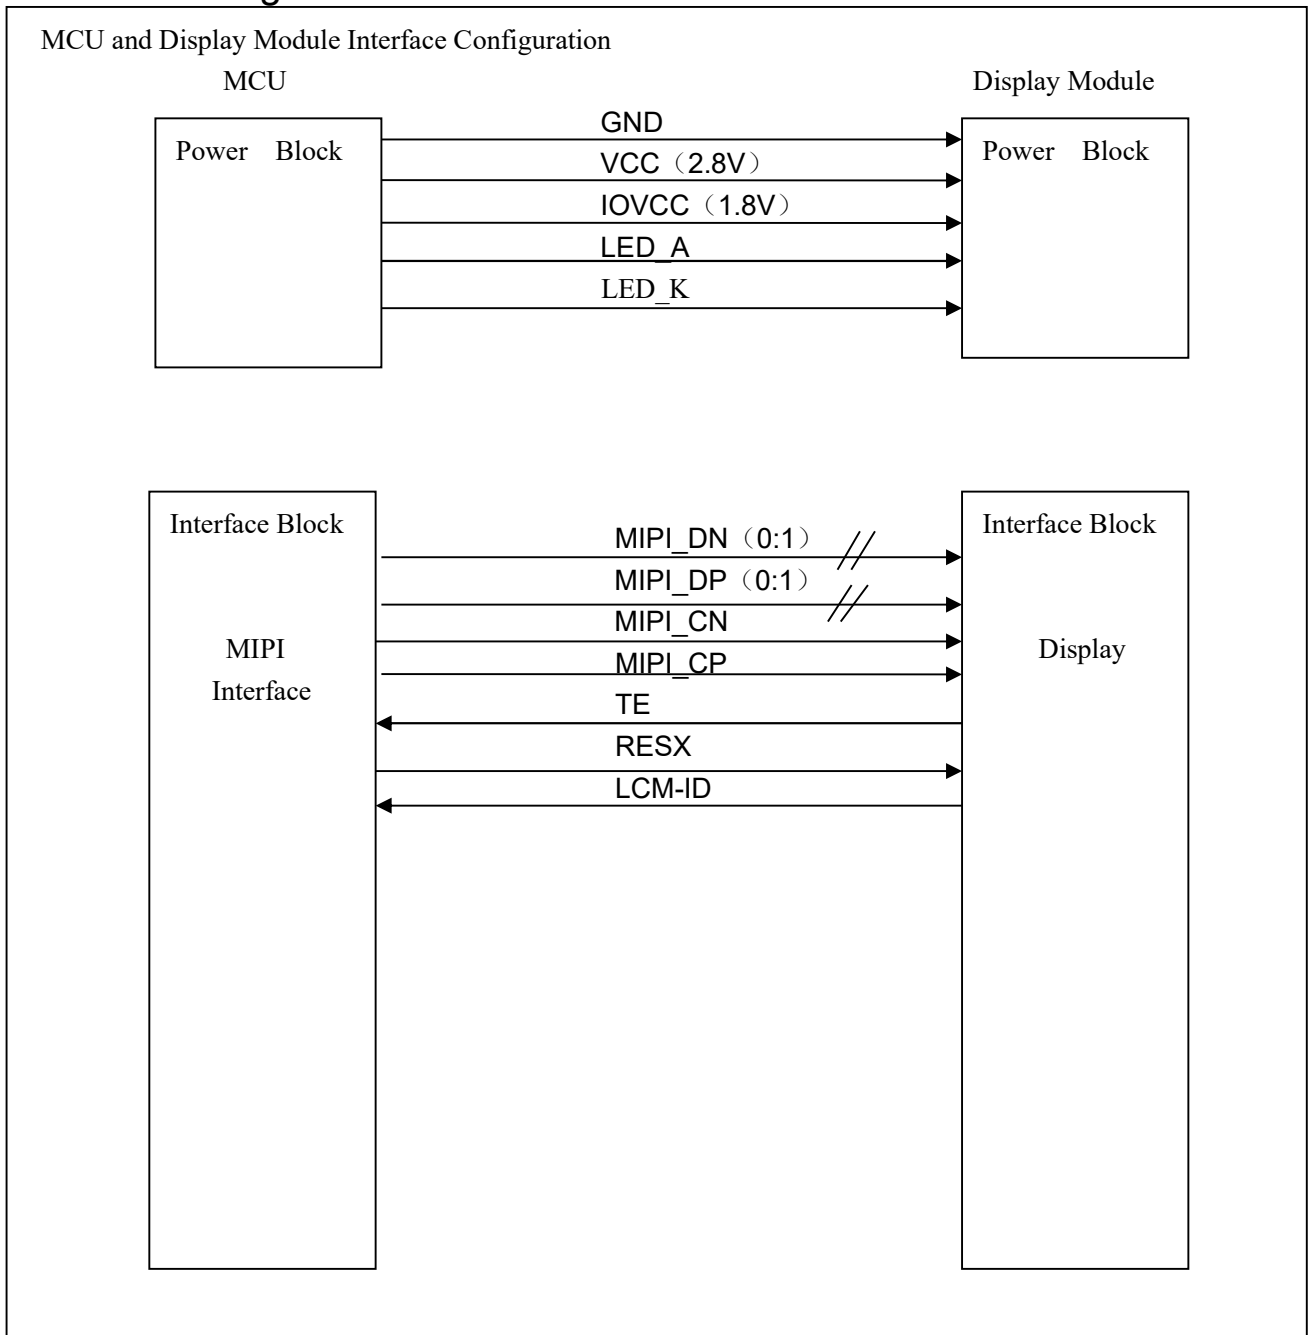 MCU and Display Module Interface Configuration
MCU
Display Module
Power Block
GND
VCC（2.8V）
IOVCC（1.8V）
LED_A
LED_K
Power Block
Interface Block
MIPI
Interface
MIPI_DN（0:1）
MIPI_DP（0:1）
MIPI_CN
MIPI_CP
TE
RESX
LCM-ID
Interface Block
Display